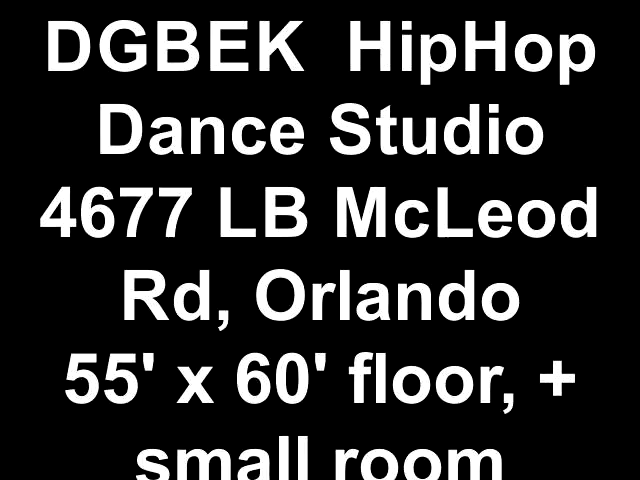 DGBEK  HipHop
Dance Studio
4677 LB McLeod
Rd, Orlando
55' x 60' floor, +
small room